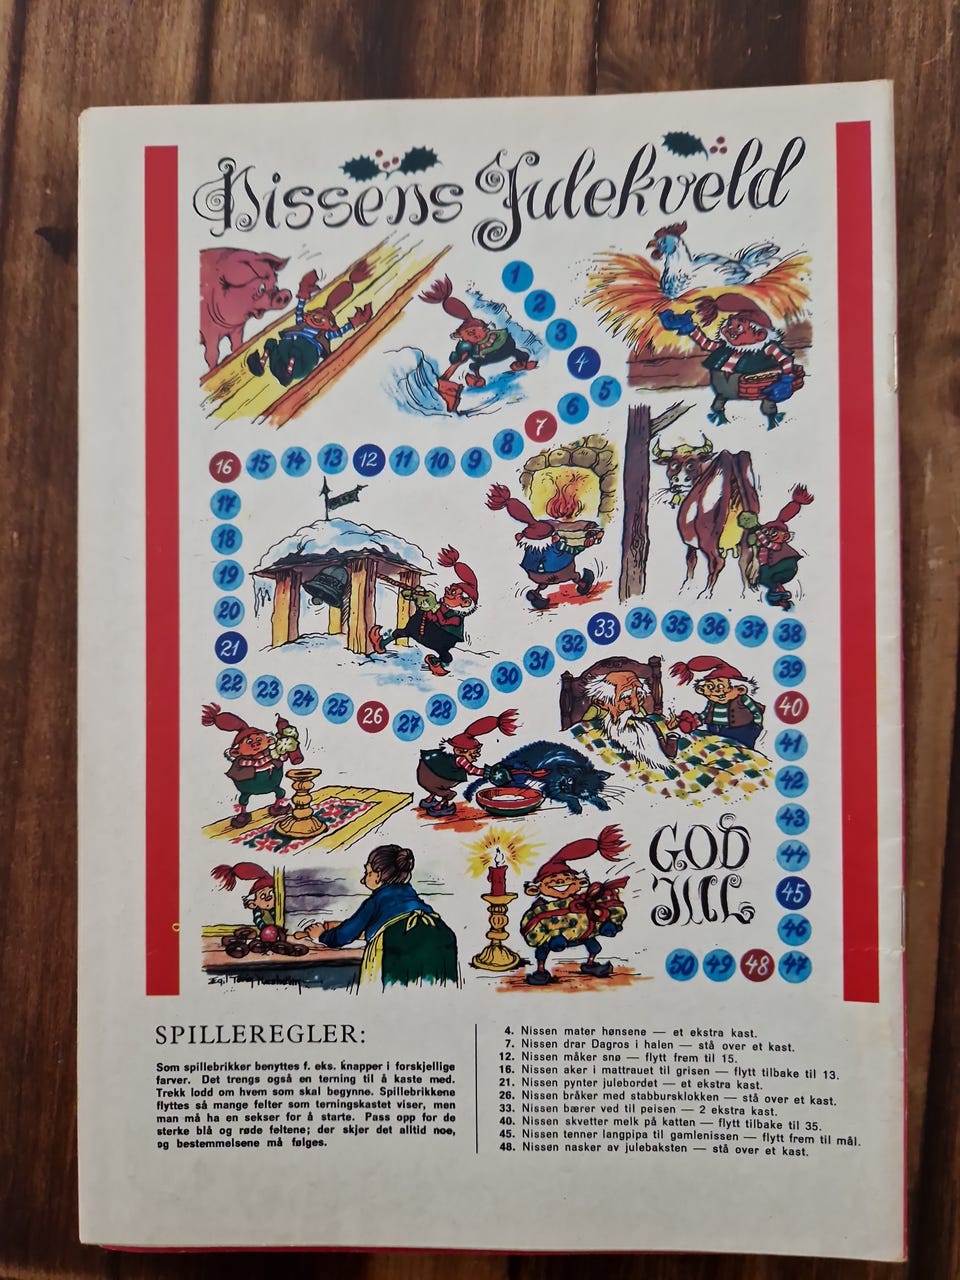 Nissens Julekveld
1
2
3
4
5
6
7
8
9
10
11
12
13
14
15
16
17
18
19
20
21
22
23
24
25
26
27
28
29
30
31
32
33
34
35
36
37
38
39
40
41
42
43
44
45
46
47
48
49
50
GOD
JUL
SPILLEREGLER:
Som spillebrikker benyttes f. eks. knapper i forskjellige
farver. Det trengs også en terning til å kaste med.
Trekk lodd om hvem som skal begynne. Spillebrikkene
flyttes så mange felter som terningskastet viser, men
man må ha en sekser for å starte. Pass opp for de
sterke blå og røde feltene; der skjer det alltid noe,
og bestemmelsene må følges.
4. Nissen mater hønsene — et ekstra kast.
7. Nissen drar Dagros i halen — stå over et kast.
12. Nissen måker snø — flytt frem til 15.
16. Nissen aker i mattrauet til grisen — flytt tilbake til 13.
21. Nissen pynter julebordet — et ekstra kast.
26. Nissen bråker med stabbursklokken — stå over et kast.
33. Nissen bærer ved til peisen — 2 ekstra kast.
40. Nissen skvetter melk på katten — flytt tilbake til 35.
45. Nissen tenner langpipa til gamlenissen — flytt frem til mål.
48. Nissen nasker av julebaksten — stå over et kast.